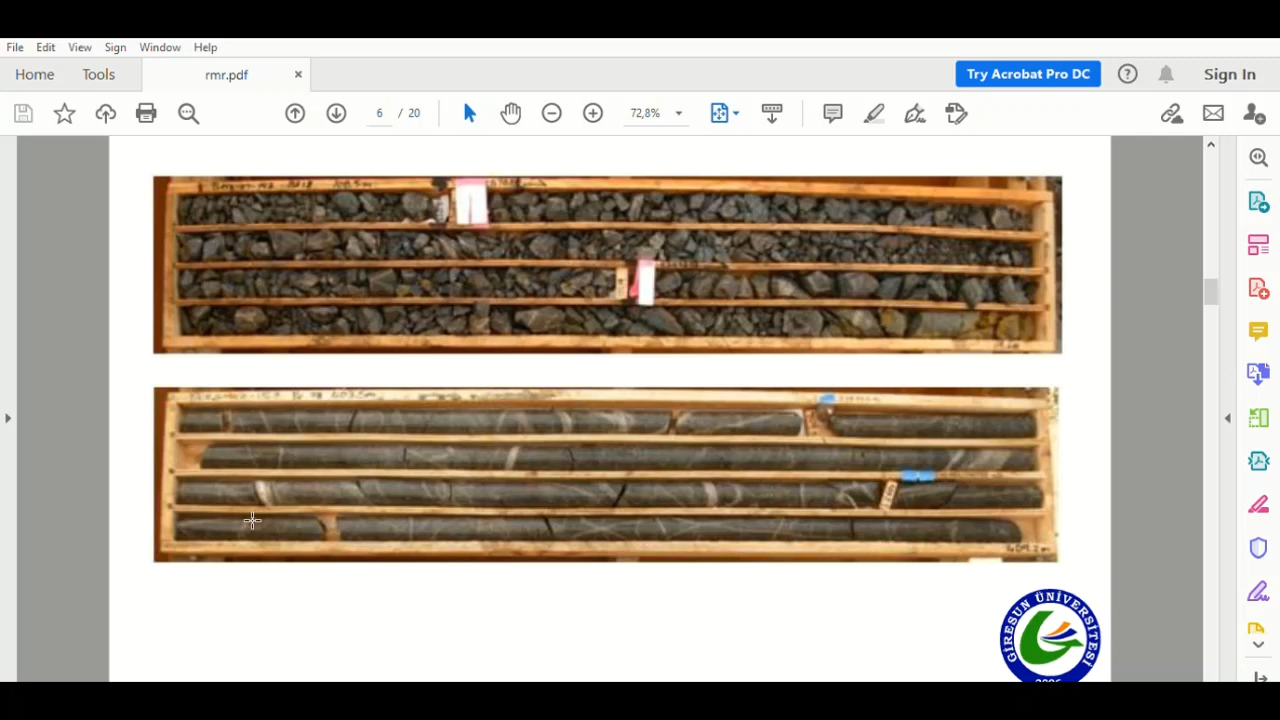 File Edit View Sign Window Help
Home Tools rmr.pdf × Try Acrobat Pro DC ? Sign In
6 / 20 72,8%
GİRESUN ÜNİVERSİTESİ